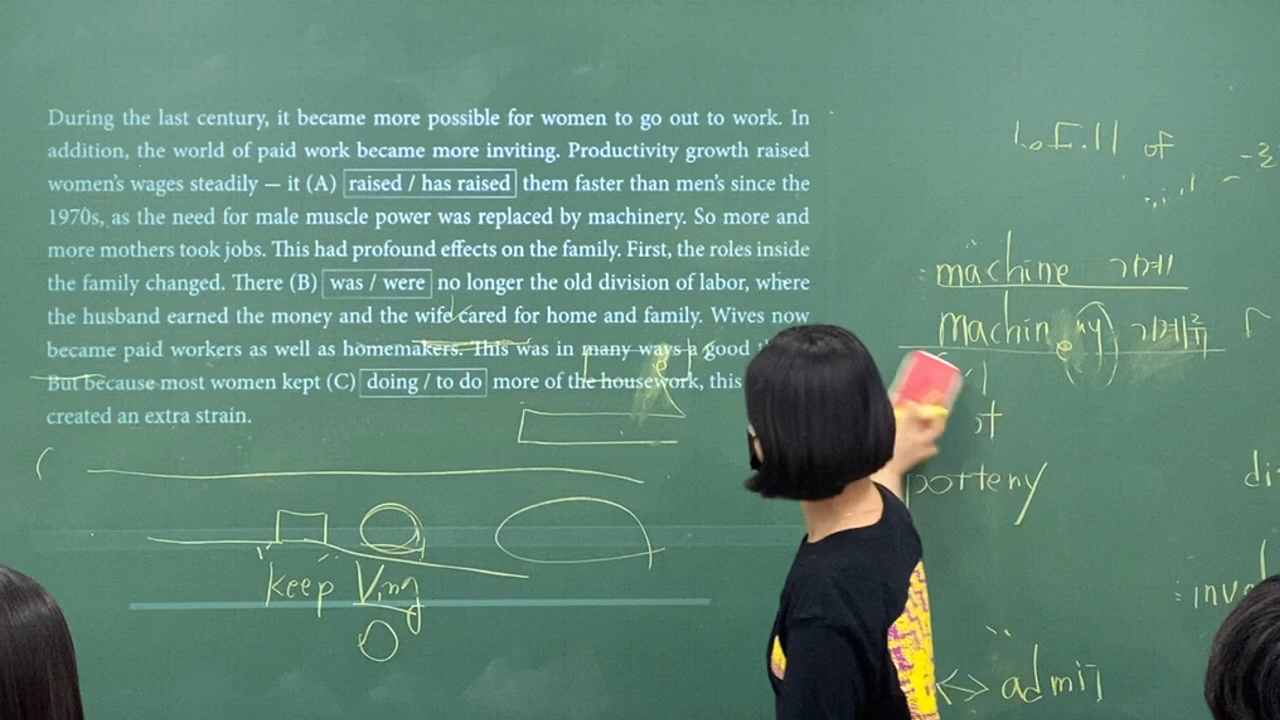 During the last century, it became more possible for women to go out to work. In
addition, the world of paid work became more inviting. Productivity growth raised
women's wages steadily — it (A) raised / has raised them faster than men's since the
1970s, as the need for male muscle power was replaced by machinery. So more and
more mothers took jobs. This had profound effects on the family. First, the roles inside
the family changed. There (B) was / were no longer the old division of labor, where
the husband earned the money and the wife cared for home and family. Wives now
became paid workers as well as homemakers. This was in many ways a good
But because most women kept (C) doing / to do more of the housework, this
created an extra strain.
keep Ving
O
of
machine 기계
machinery 기계류
pottery
di
: inv
↔ admit